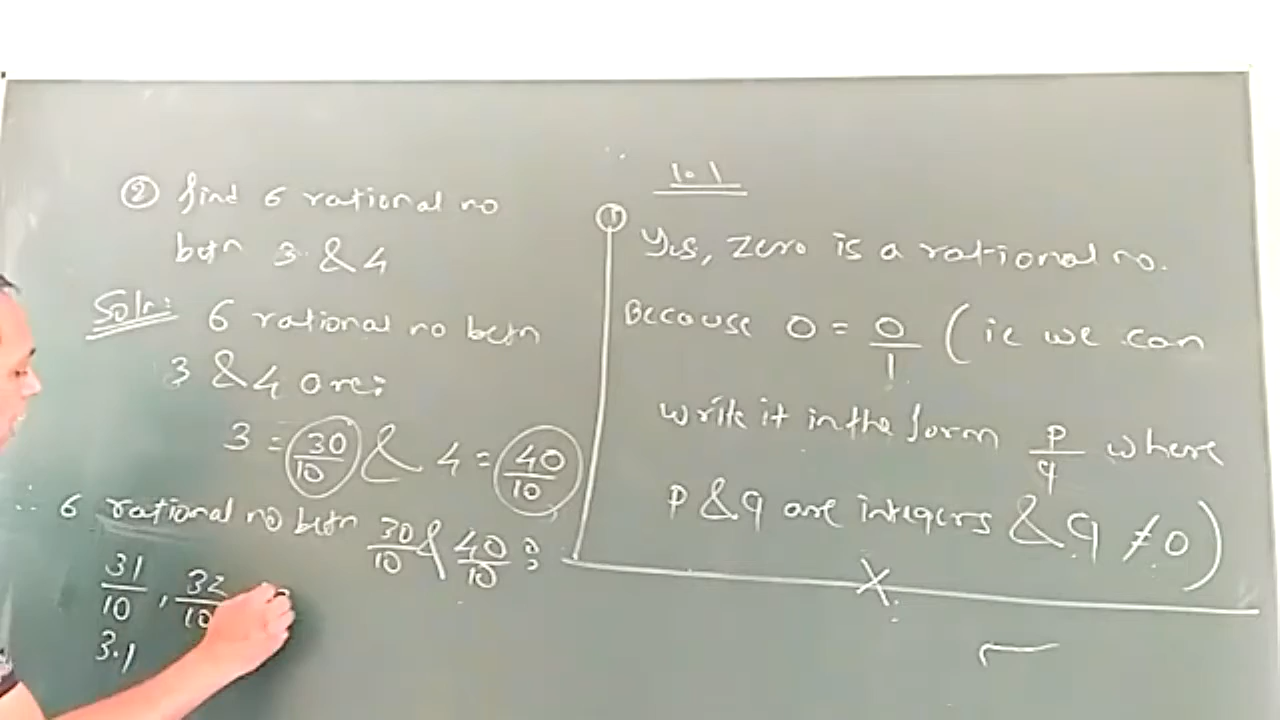 ② find 6 rational no
betn 3 & 4
Soln: 6 rational no betn
3 & 4 are:
3 = 30/10 & 4 = 40/10
∴ 6 rational no betn 30/10 & 40/10 :
31/10 , 32/10
3.1
1.1
① Yes, zero is a rational no.
Because 0 = 0/1 (ie we can
write it in the form p/q where
p & q are integers & q ≠ 0)
X